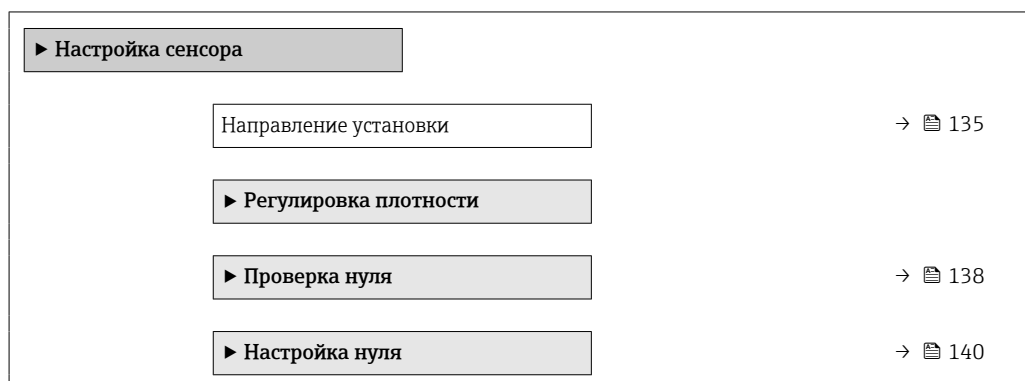 ▶ Настройка сенсора
Направление установки → 135
▶ Регулировка плотности
▶ Проверка нуля → 138
▶ Настройка нуля → 140